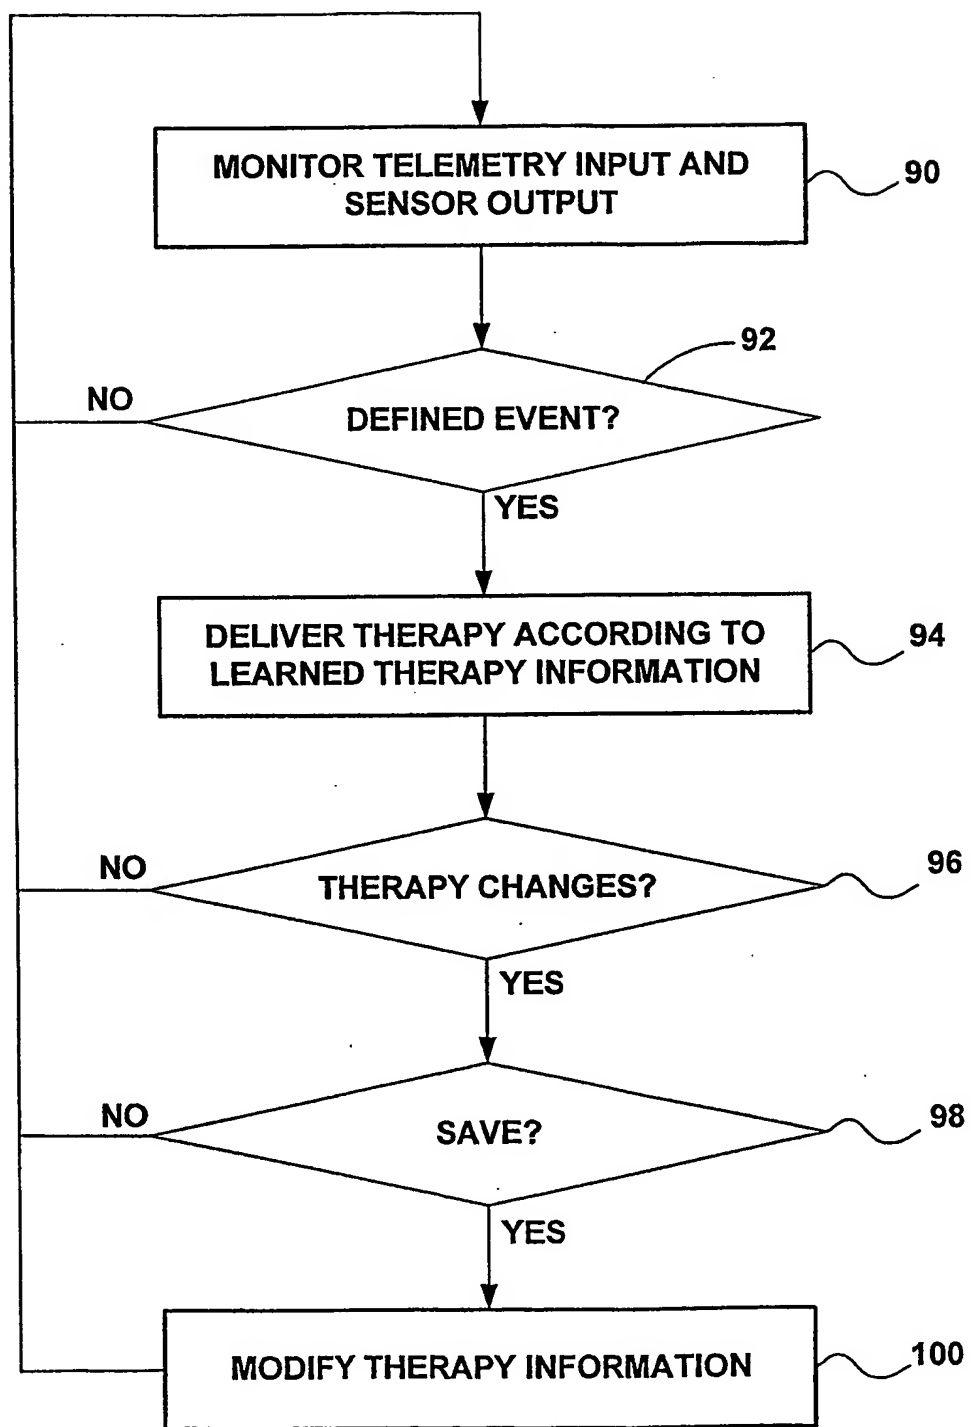 MONITOR TELEMETRY INPUT AND
SENSOR OUTPUT
90
92
NO
DEFINED EVENT?
YES
DELIVER THERAPY ACCORDING TO
LEARNED THERAPY INFORMATION
94
NO
THERAPY CHANGES?
96
YES
NO
SAVE?
98
YES
MODIFY THERAPY INFORMATION
100